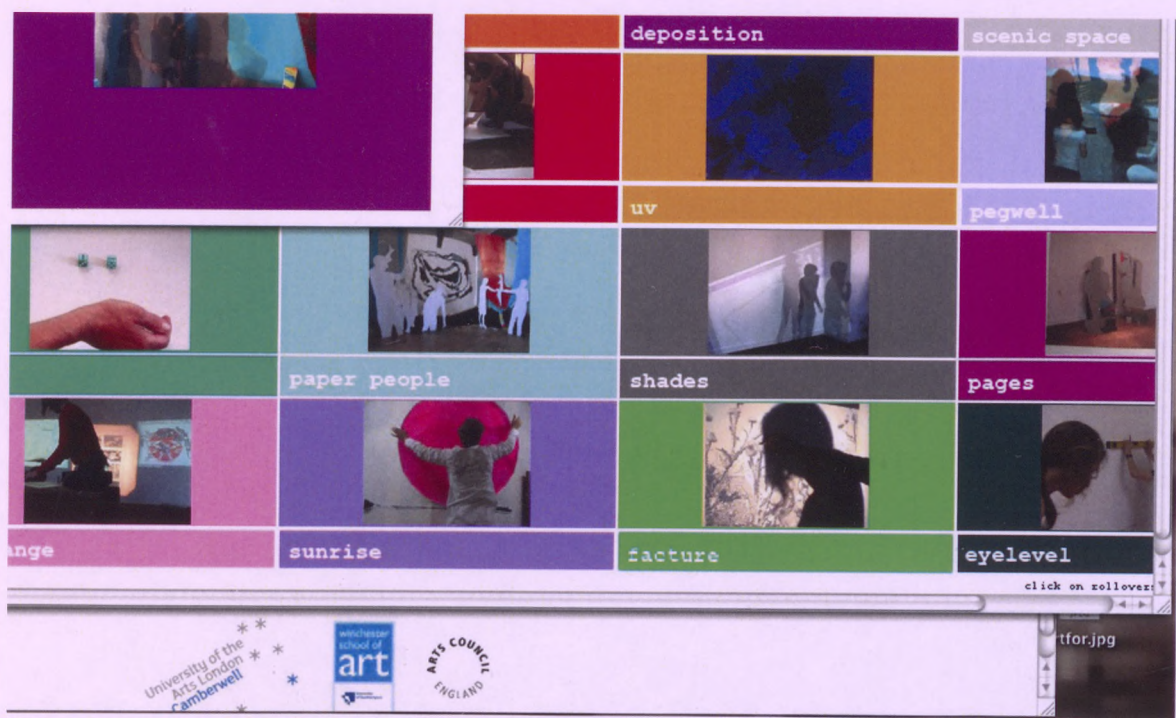 deposition
scenic space
uv
pegwell
paper people
shades
pages
ange
sunrise
facture
eyelevel
click on rollovers
University of the
Arts London
Camberwell
winchester
school of
art
ARTS COUNCIL
ENGLAND
tfor.jpg